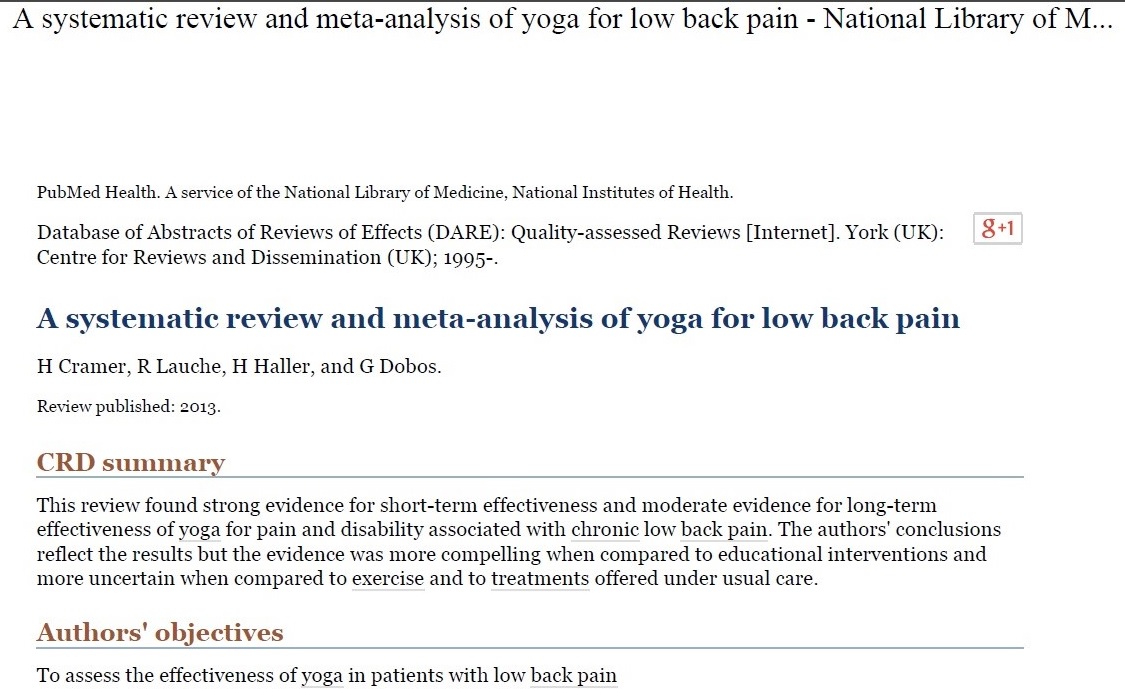 A systematic review and meta-analysis of yoga for low back pain - National Library of M...
PubMed Health. A service of the National Library of Medicine, National Institutes of Health.
Database of Abstracts of Reviews of Effects (DARE): Quality-assessed Reviews [Internet]. York (UK):
Centre for Reviews and Dissemination (UK); 1995-.
g+1
A systematic review and meta-analysis of yoga for low back pain
H Cramer, R Lauche, H Haller, and G Dobos.
Review published: 2013.
CRD summary
This review found strong evidence for short-term effectiveness and moderate evidence for long-term
effectiveness of yoga for pain and disability associated with chronic low back pain. The authors' conclusions
reflect the results but the evidence was more compelling when compared to educational interventions and
more uncertain when compared to exercise and to treatments offered under usual care.
Authors' objectives
To assess the effectiveness of yoga in patients with low back pain